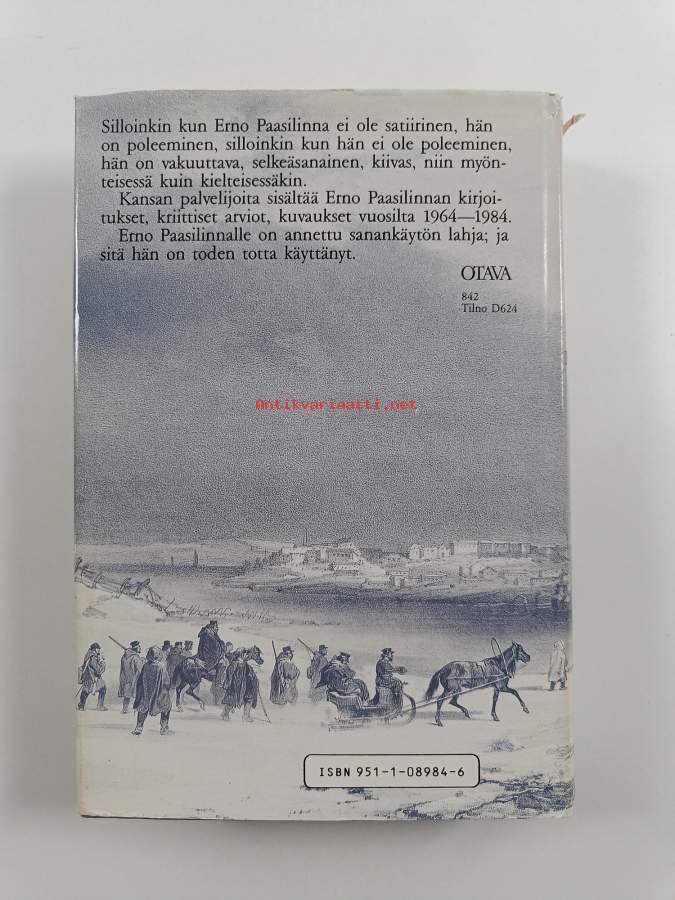 Silloinkin kun Erno Paasilinna ei ole satiirinen, hän
on poleeminen, silloinkin kun hän ei ole poleeminen,
hän on vakuuttava, selkeäsanainen, kiivas, niin myön-
teisessä kuin kielteisessäkin.
Kansan palvelijoita sisältää Erno Paasilinnan kirjoi-
tukset, kriittiset arviot, kuvaukset vuosilta 1964—1984.
Erno Paasilinnalle on annettu sanankäytön lahja; ja
sitä hän on toden totta käyttänyt.
OTAVA
842
Tilno D624
Antikvariaatti.net
ISBN 951-1-08984-6